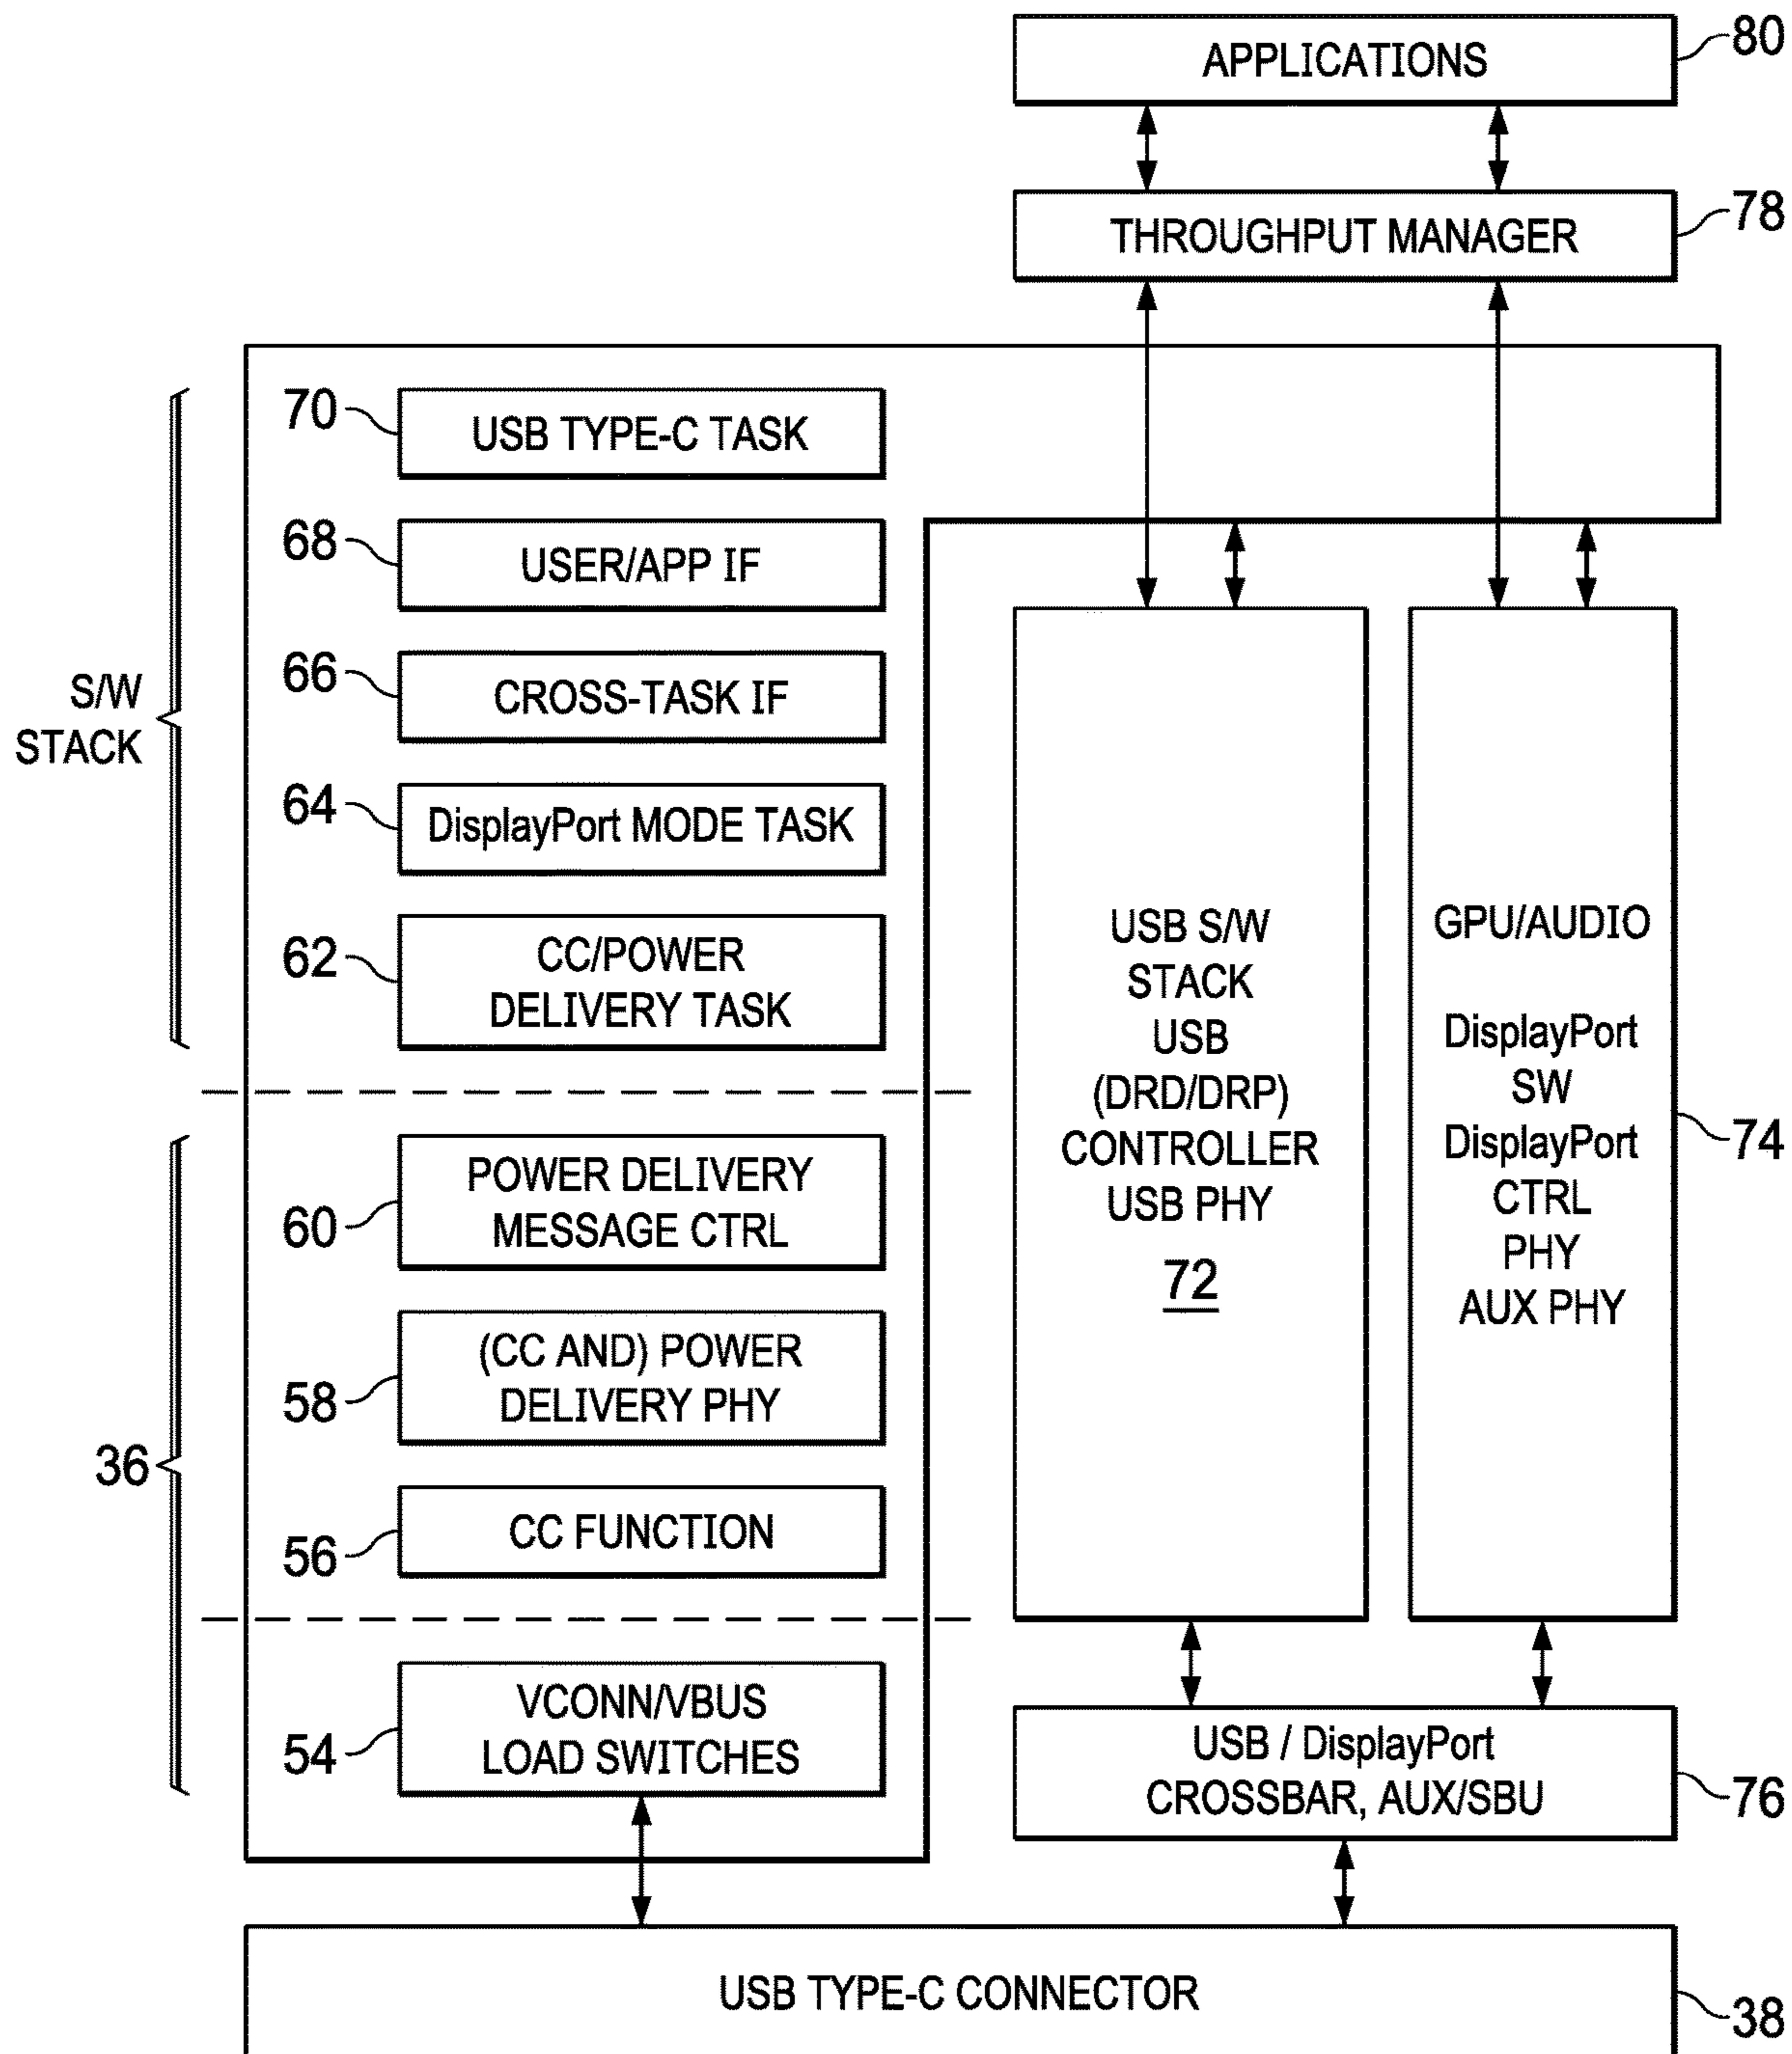 APPLICATIONS
80
THROUGHPUT MANAGER
78
S/W
STACK
70
USB TYPE-C TASK
68
USER/APP IF
66
CROSS-TASK IF
64
DisplayPort MODE TASK
62
CC/POWER
DELIVERY TASK
36
60
POWER DELIVERY
MESSAGE CTRL
58
(CC AND) POWER
DELIVERY PHY
56
CC FUNCTION
54
VCONN/VBUS
LOAD SWITCHES
USB S/W
STACK
USB
(DRD/DRP)
CONTROLLER
USB PHY
72
GPU/AUDIO
DisplayPort
SW
DisplayPort
CTRL
PHY
AUX PHY
74
USB / DisplayPort
CROSSBAR, AUX/SBU
76
USB TYPE-C CONNECTOR
38